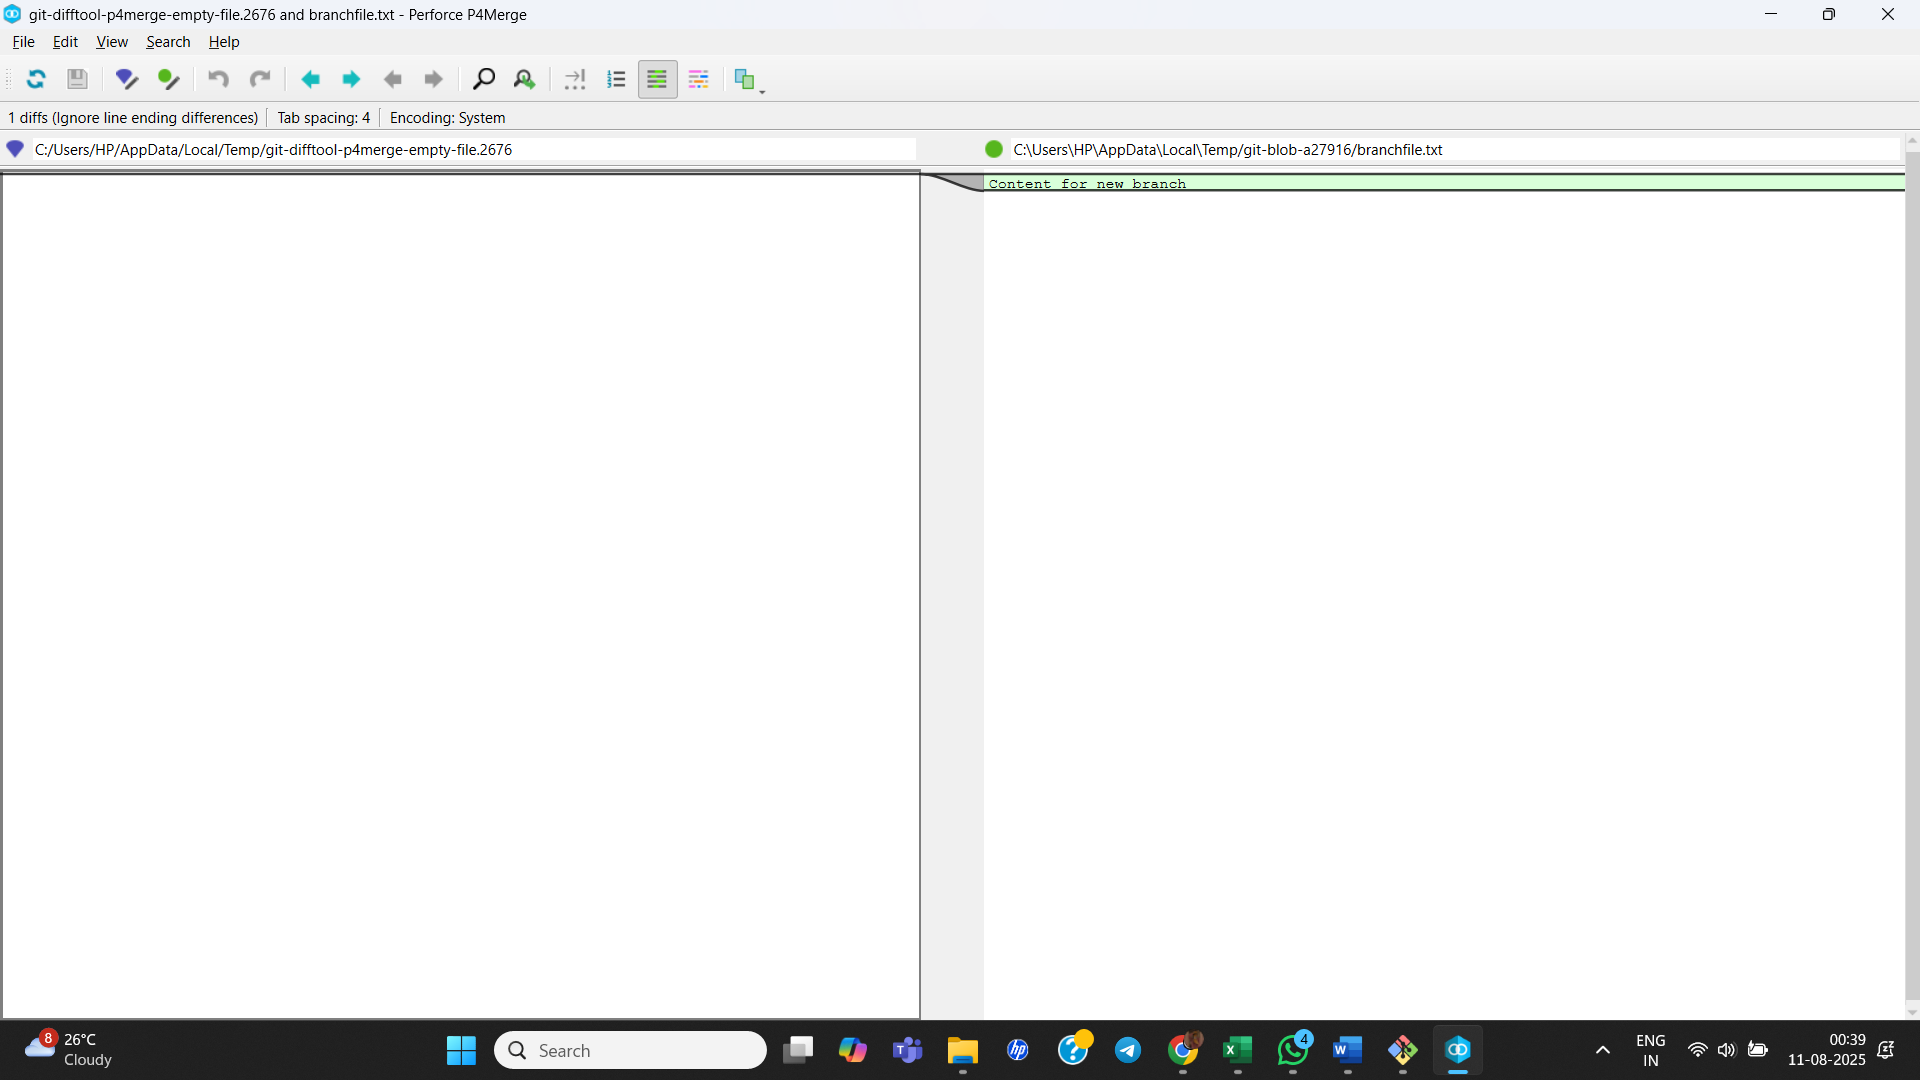 git-difftool-p4merge-empty-file.2676 and branchfile.txt - Perforce P4Merge
File Edit View Search Help
1 diffs (Ignore line ending differences) Tab spacing: 4 Encoding: System
C:/Users/HP/AppData/Local/Temp/git-difftool-p4merge-empty-file.2676
C:\Users\HP\AppData\Local\Temp/git-blob-a27916/branchfile.txt
Content for new branch
8
26°C
Cloudy
Search
4
ENG
IN
00:39
11-08-2025